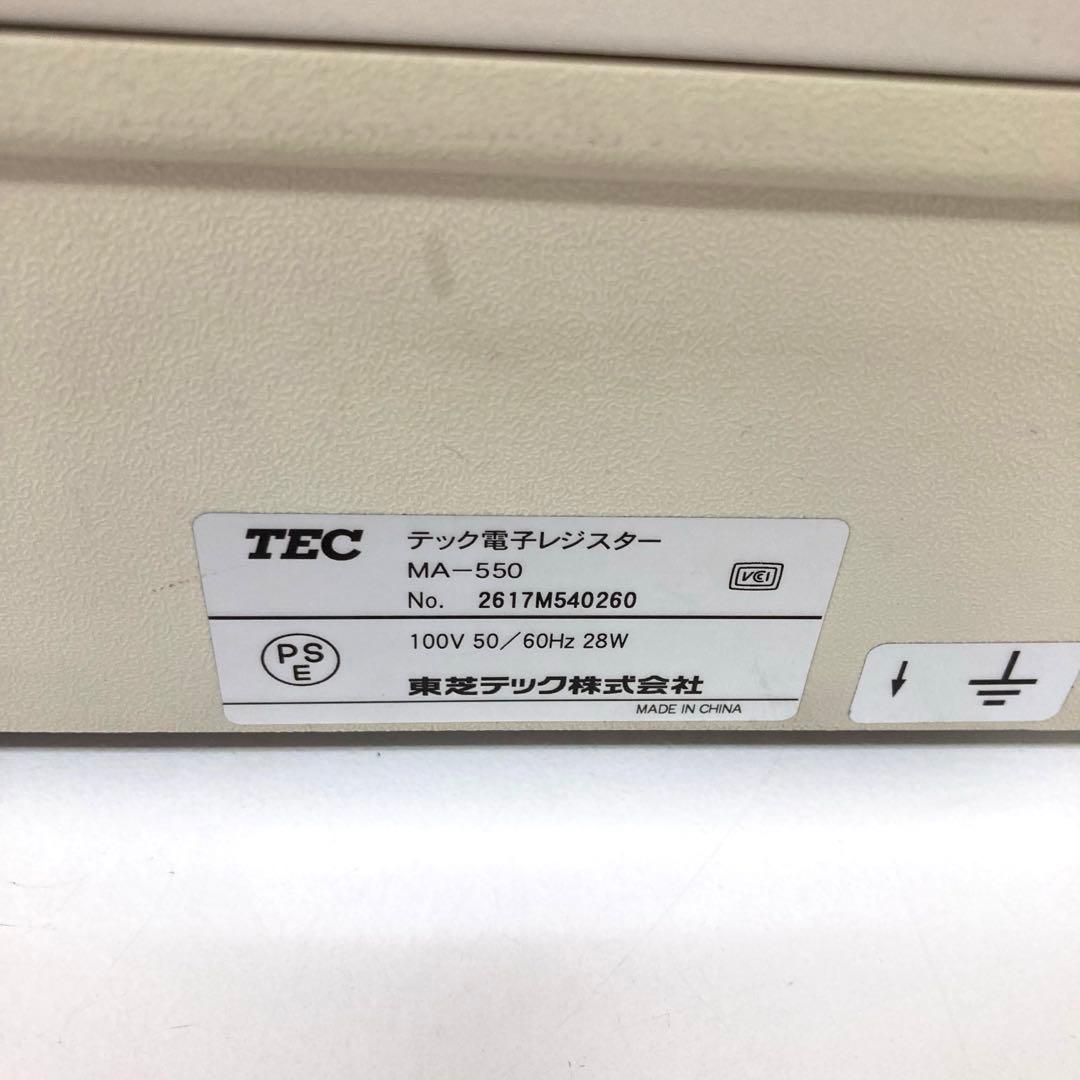 TEC テック電子レジスター
MA-550
VCI
No. 2617M540260
PS
E
100V 50/60Hz 28W
東芝テック株式会社
MADE IN CHINA